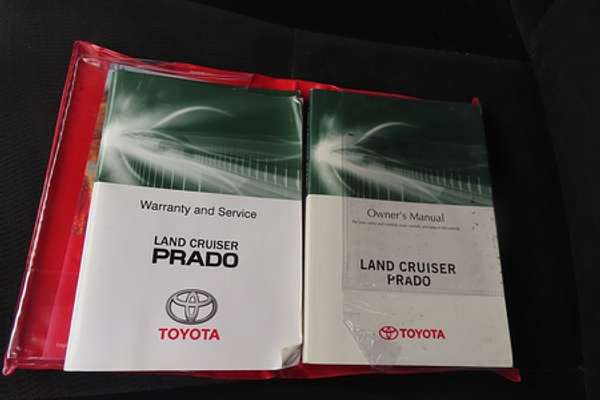 Warranty and Service
LAND CRUISER
PRADO
TOYOTA
Owner's Manual
LAND CRUISER
PRADO
TOYOTA